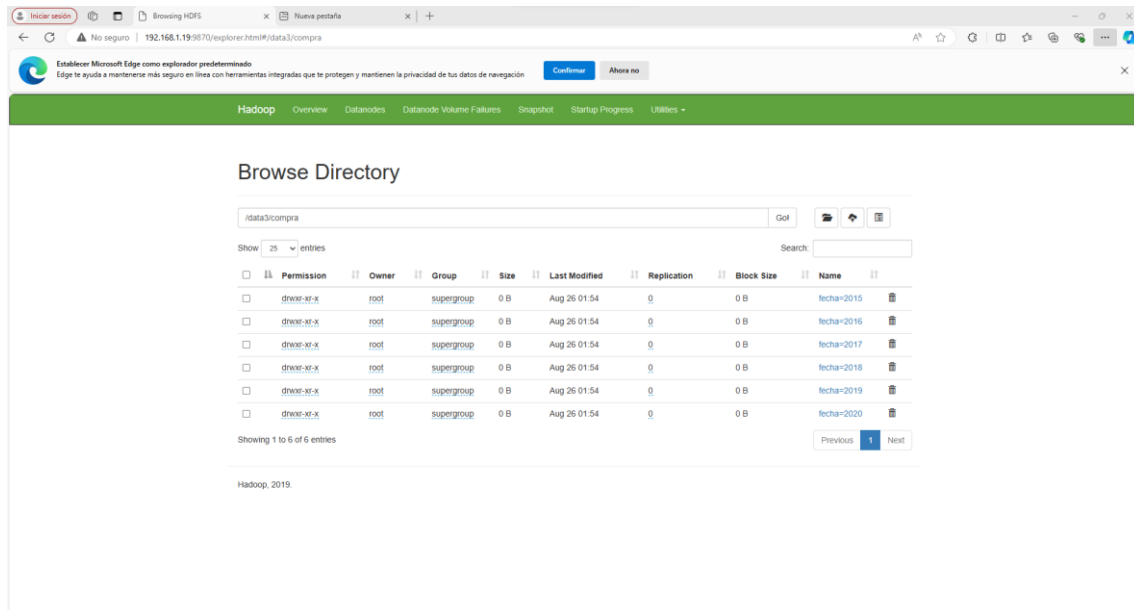 Iniciar sesión Browsing HDFS Nueva pestaña
No seguro 192.168.1.19:9870/explorer.html#/data3/compra
Establecer Microsoft Edge como explorador predeterminado
Edge te ayuda a mantenerse más seguro en línea con herramientas integradas que te protegen y mantienen la privacidad de tus datos de navegación
Confirmar Ahora no
Hadoop Overview Datanodes Datanode Volume Failures Snapshot Startup Progress Utilities
Browse Directory
/data3/compra Go!
Show 25 entries Search:
Permission Owner Group Size Last Modified Replication Block Size Name
drwxr-xr-x root supergroup 0 B Aug 26 01:54 0 0 B fecha=2015
drwxr-xr-x root supergroup 0 B Aug 26 01:54 0 0 B fecha=2016
drwxr-xr-x root supergroup 0 B Aug 26 01:54 0 0 B fecha=2017
drwxr-xr-x root supergroup 0 B Aug 26 01:54 0 0 B fecha=2018
drwxr-xr-x root supergroup 0 B Aug 26 01:54 0 0 B fecha=2019
drwxr-xr-x root supergroup 0 B Aug 26 01:54 0 0 B fecha=2020
Showing 1 to 6 of 6 entries Previous 1 Next
Hadoop, 2019.